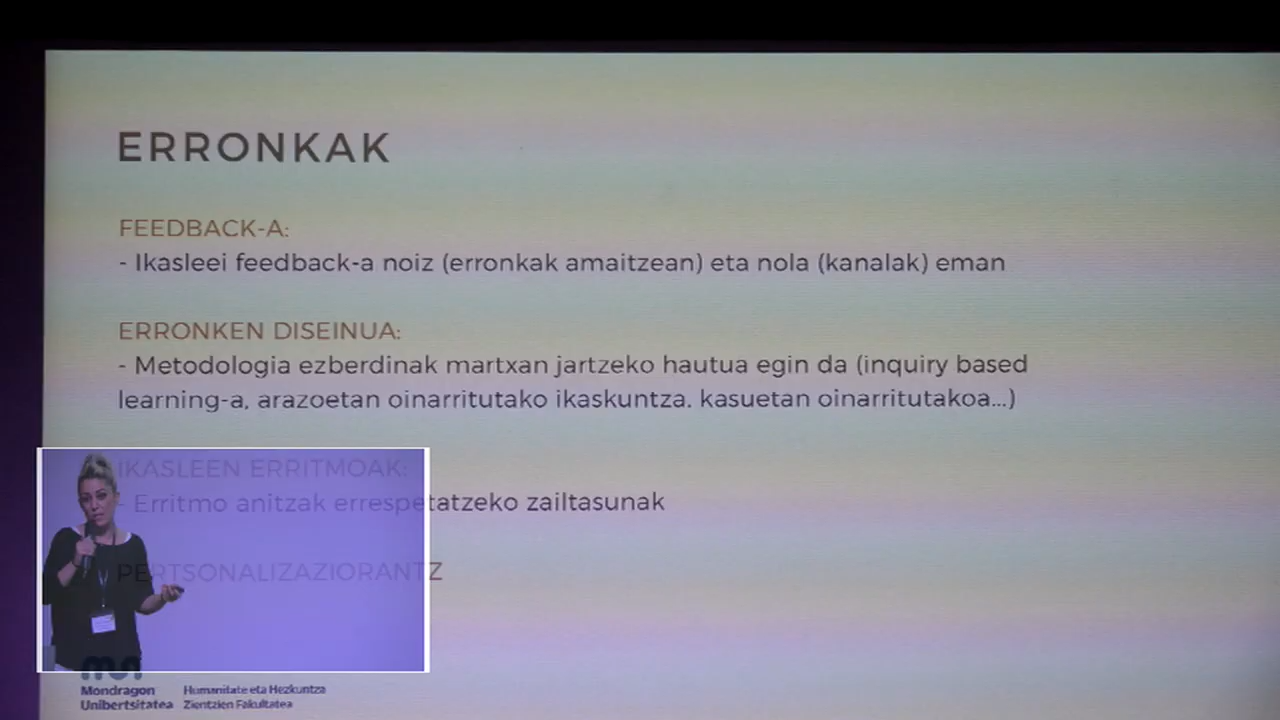 ERRONKAK
FEEDBACK-A:
- Ikasleei feedback-a noiz (erronkak amaitzean) eta nola (kanalak) eman
ERRONKEN DISEINUA:
- Metodologia ezberdinak martxan jartzeko hautua egin da (inquiry based
learning-a, arazoetan oinarritutako ikaskuntza. kasuetan oinarritutakoa...)
IKASLEEN ERRITMOAK:
- Erritmo anitzak errespetatzeko zailtasunak
PERTSONALIZAZIORANTZ
Mondragon
Unibertsitatea
Humanitate eta Hezkuntza
Zientzien Fakultatea